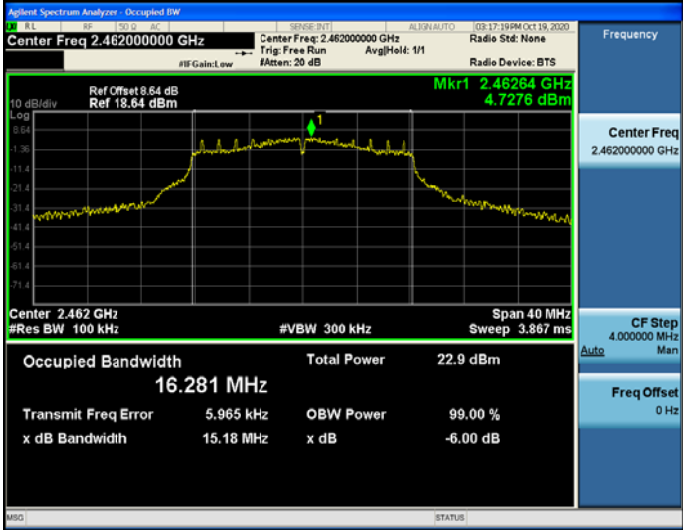 Agilent Spectrum Analyzer - Occupied BW
RL RF 50 Ω AC SENSE:INT ALIGN AUTO 03:17:19 PM Oct 19, 2020
Center Freq 2.462000000 GHz
Center Freq: 2.462000000 GHz
Radio Std: None
Trig: Free Run Avg|Hold: 1/1
#IFGain:Low #Atten: 20 dB Radio Device: BTS
Ref Offset 8.64 dB
10 dB/div Ref 18.64 dBm
Mkr1 2.46264 GHz
4.7276 dBm
Log
8.64
-1.36
-11.4
-21.4
-31.4
-41.4
-51.4
-61.4
-71.4
1
Center 2.462 GHz Span 40 MHz
#Res BW 100 kHz #VBW 300 kHz Sweep 3.867 ms
Occupied Bandwidth Total Power 22.9 dBm
16.281 MHz
Transmit Freq Error 5.965 kHz OBW Power 99.00 %
x dB Bandwidth 15.18 MHz x dB -6.00 dB
MSG STATUS
Frequency
Center Freq
2.462000000 GHz
CF Step
4.000000 MHz
Auto Man
Freq Offset
0 Hz